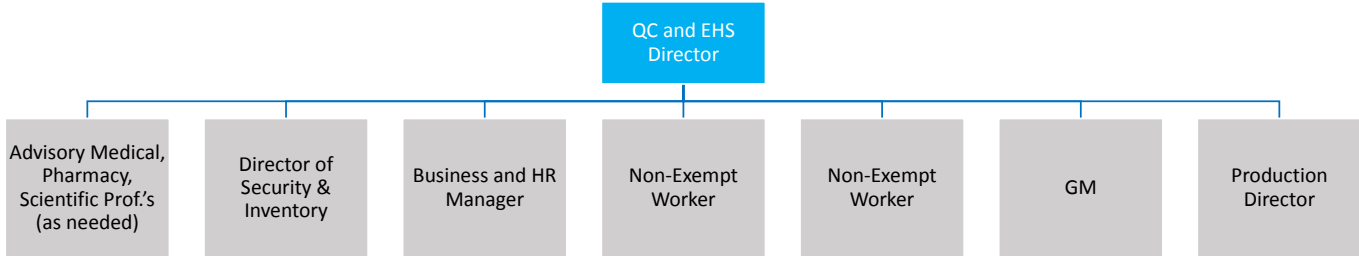 QC and EHS
Director
Advisory Medical,
Pharmacy,
Scientific Prof.'s
(as needed)
Director of
Security &
Inventory
Business and HR
Manager
Non-Exempt
Worker
Non-Exempt
Worker
GM
Production
Director